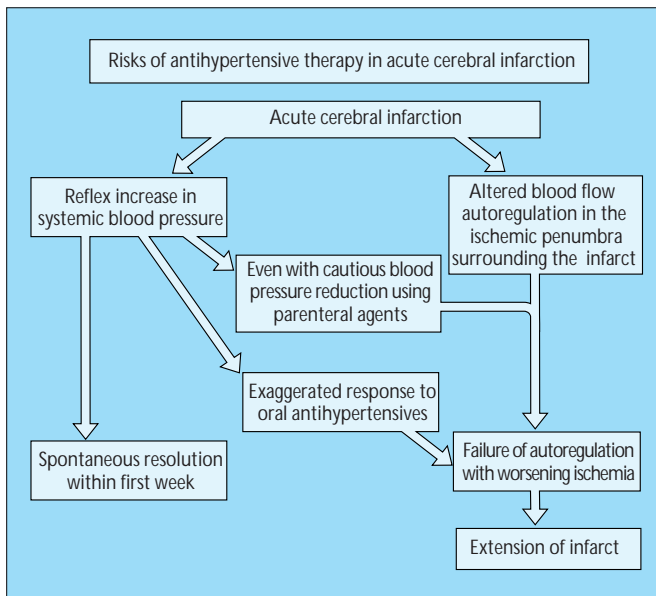 Risks of antihypertensive therapy in acute cerebral infarction
Acute cerebral infarction
Reflex increase in
systemic blood pressure
Altered blood flow
autoregulation in the
ischemic penumbra
surrounding the infarct
Even with cautious blood
pressure reduction using
parenteral agents
Exaggerated response to
oral antihypertensives
Spontaneous resolution
within first week
Failure of autoregulation
with worsening ischemia
Extension of infarct